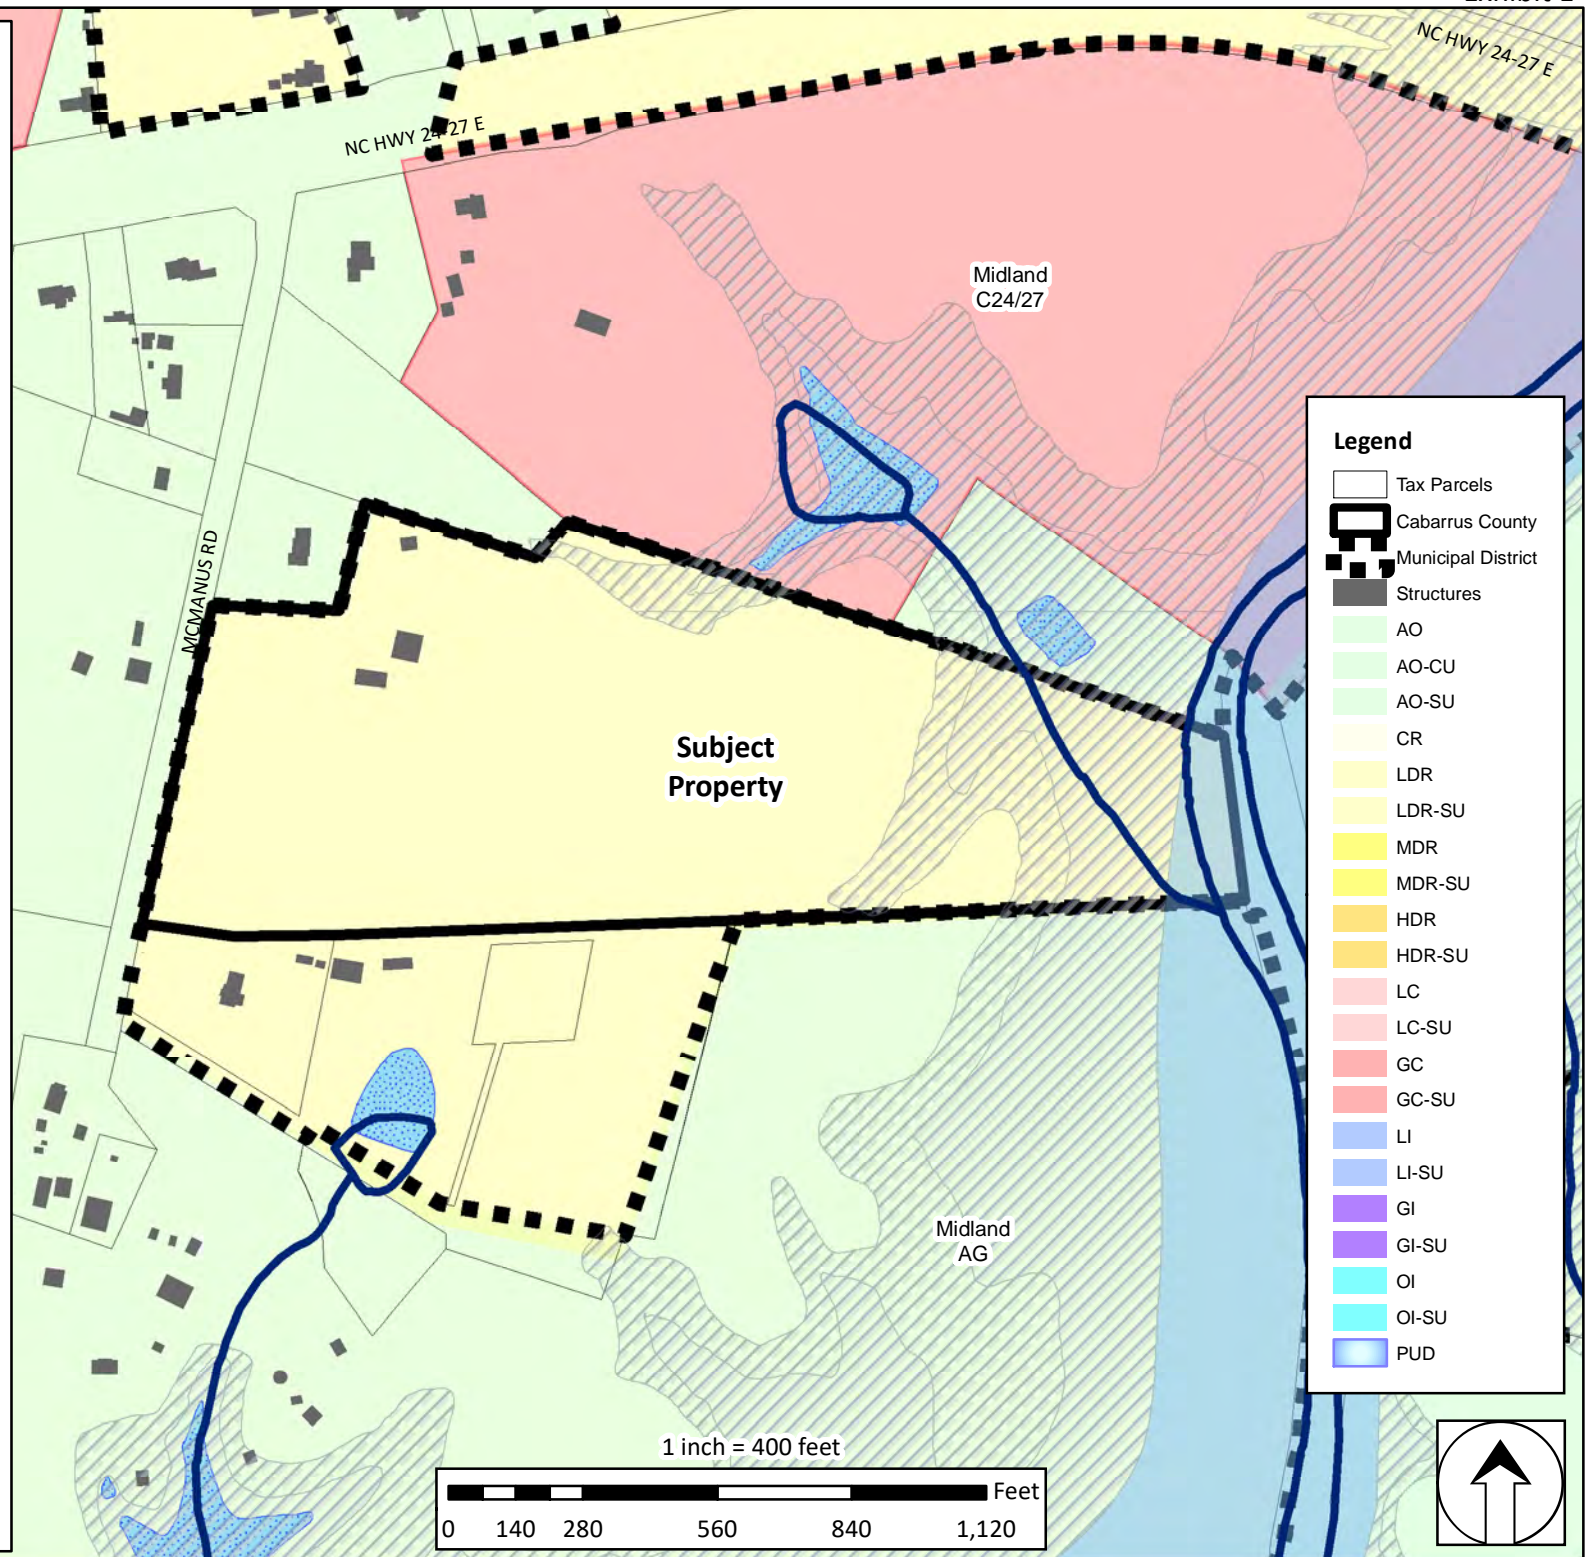 NC HWY 24-27 E
NC HWY 24-27 E
Midland
C24/27
MCMANUS RD
Subject
Property
Midland
AG
Legend
Tax Parcels
Cabarrus County
Municipal District
Structures
AO
AO-CU
AO-SU
CR
LDR
LDR-SU
MDR
MDR-SU
HDR
HDR-SU
LC
LC-SU
GC
GC-SU
LI
LI-SU
GI
GI-SU
OI
OI-SU
PUD
1 inch = 400 feet
Feet
0 140 280 560 840 1,120